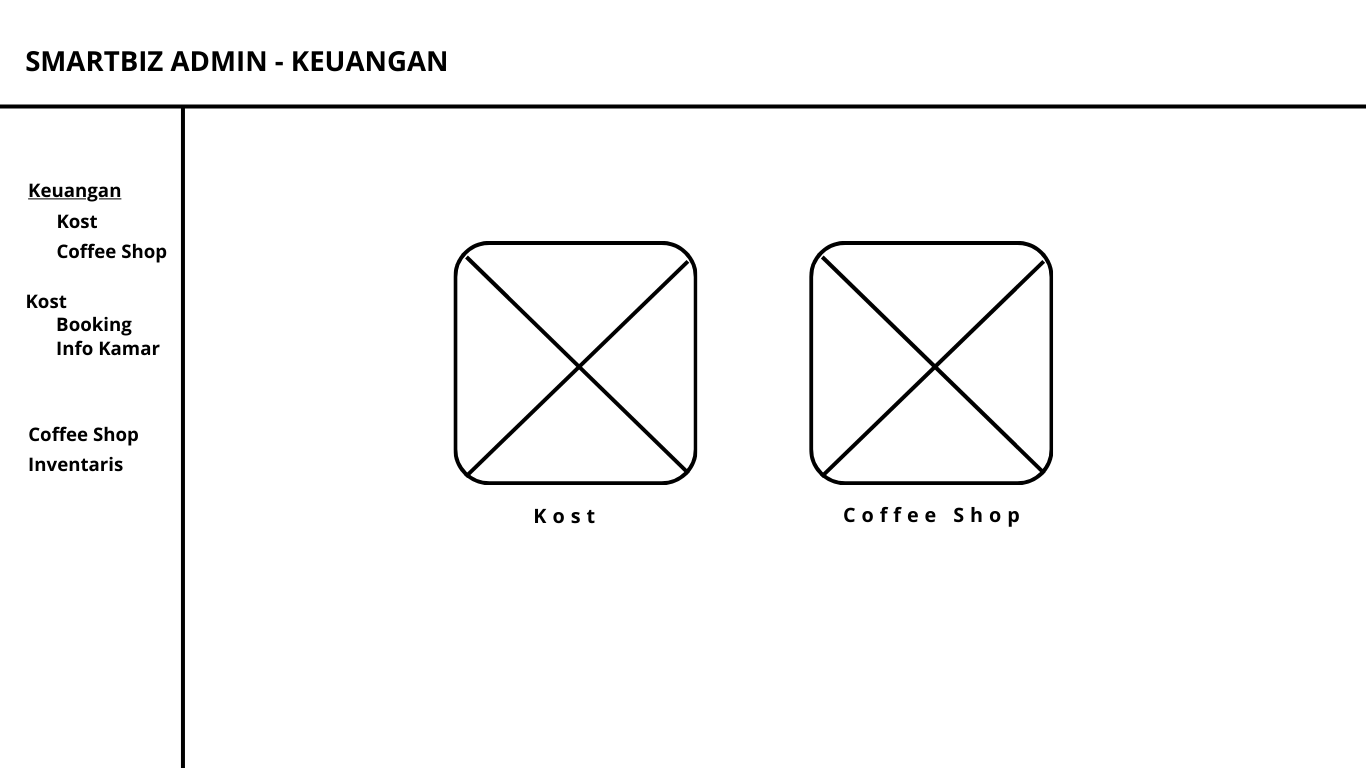 SMARTBIZ ADMIN - KEUANGAN
Keuangan
Kost
Coffee Shop
Kost
Booking
Info Kamar
Coffee Shop
Inventaris
Kost
Coffee Shop